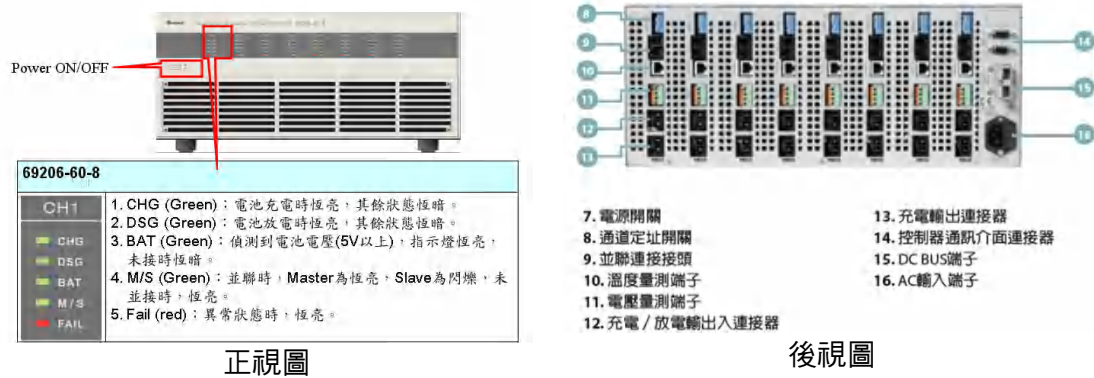 Power ON/OFF
69206-60-8
CH1
CHG
DSG
BAT
M/S
FAIL
1. CHG (Green)：電池充電時恆亮，其餘狀態恆暗。
2. DSG (Green)：電池放電時恆亮，其餘狀態恆暗。
3. BAT (Green)：偵測到電池電壓(5V以上)，指示燈恆亮，
未接時恆暗。
4. M/S (Green)：並聯時，Master為恆亮，Slave為閃爍，未
並接時，恆亮。
5. Fail (red)：異常狀態時，恆亮。
正視圖
8
9
10
11
12
13
14
15
16
7. 電源開關
8. 通道定址開關
9. 並聯連接接頭
10. 溫度量測端子
11. 電壓量測端子
12. 充電 / 放電輸出入連接器
13. 充電輸出連接器
14. 控制器通訊介面連接器
15. DC BUS端子
16. AC輸入端子
後視圖